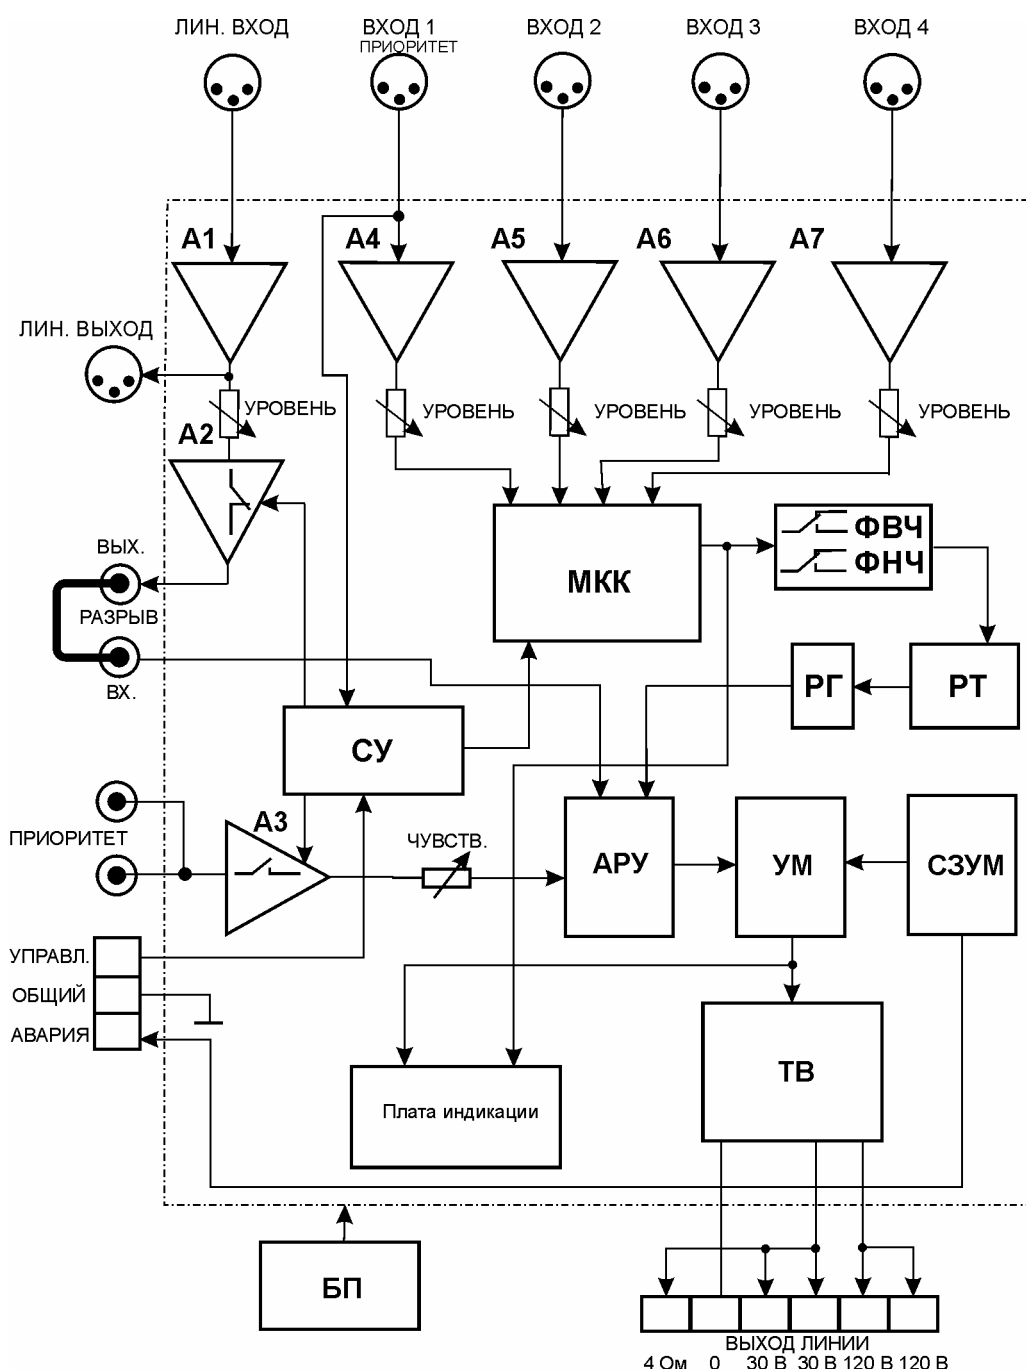 ЛИН. ВХОД
ВХОД 1
ПРИОРИТЕТ
ВХОД 2
ВХОД 3
ВХОД 4
А1
А4
А5
А6
А7
ЛИН. ВЫХОД
УРОВЕНЬ
УРОВЕНЬ
УРОВЕНЬ
УРОВЕНЬ
УРОВЕНЬ
А2
ВЫХ.
РАЗРЫВ
ВХ.
МКК
ФВЧ
ФНЧ
РГ
РТ
СУ
ПРИОРИТЕТ
А3
ЧУВСТВ.
АРУ
УМ
СЗУМ
УПРАВЛ.
ОБЩИЙ
АВАРИЯ
ТВ
Плата индикации
БП
ВЫХОД ЛИНИИ
4 Ом 0 30 В 30 В 120 В 120 В